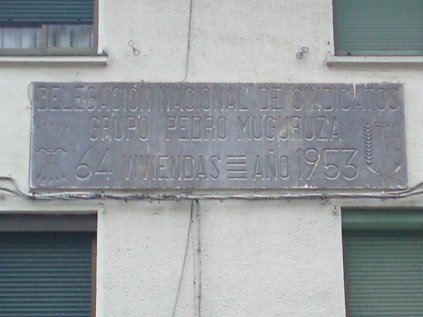 DELEGACIÓN NACIONAL DE SINDICATOS
GRUPO PEDRO MUGURUZA
64 VIVIENDAS AÑO 1953